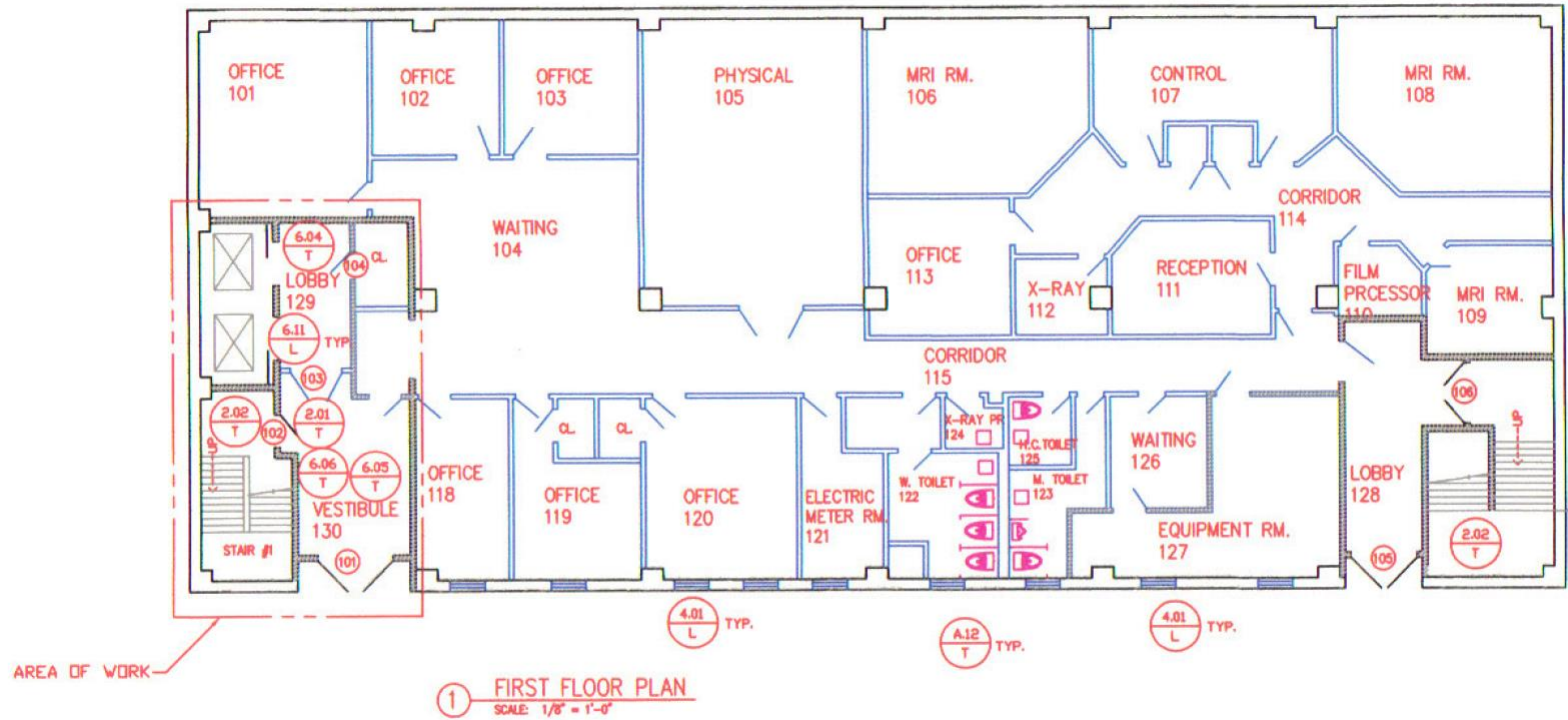 OFFICE
101
OFFICE
102
OFFICE
103
PHYSICAL
105
MRI RM.
106
CONTROL
107
MRI RM.
108
WAITING
104
CORRIDOR
114
6.04
T
104
CL.
LOBBY
129
OFFICE
113
X-RAY
112
RECEPTION
111
FILM
PRCESSOR
110
MRI RM.
109
6.11
L
TYP
103
CORRIDOR
115
2.02
T
102
2.01
T
UP
6.06
T
6.05
T
VESTIBULE
130
STAIR #1
101
OFFICE
118
CL.
CL.
OFFICE
119
OFFICE
120
ELECTRIC
METER RM.
121
W. TOILET
122
X-RAY PR
124
H.C.TOILET
125
M. TOILET
123
WAITING
126
EQUIPMENT RM.
127
LOBBY
128
106
UP
2.02
T
105
4.01
L
TYP.
A.12
T
TYP.
4.01
L
TYP.
AREA OF WORK
1
FIRST FLOOR PLAN
SCALE: 1/8" = 1'-0"